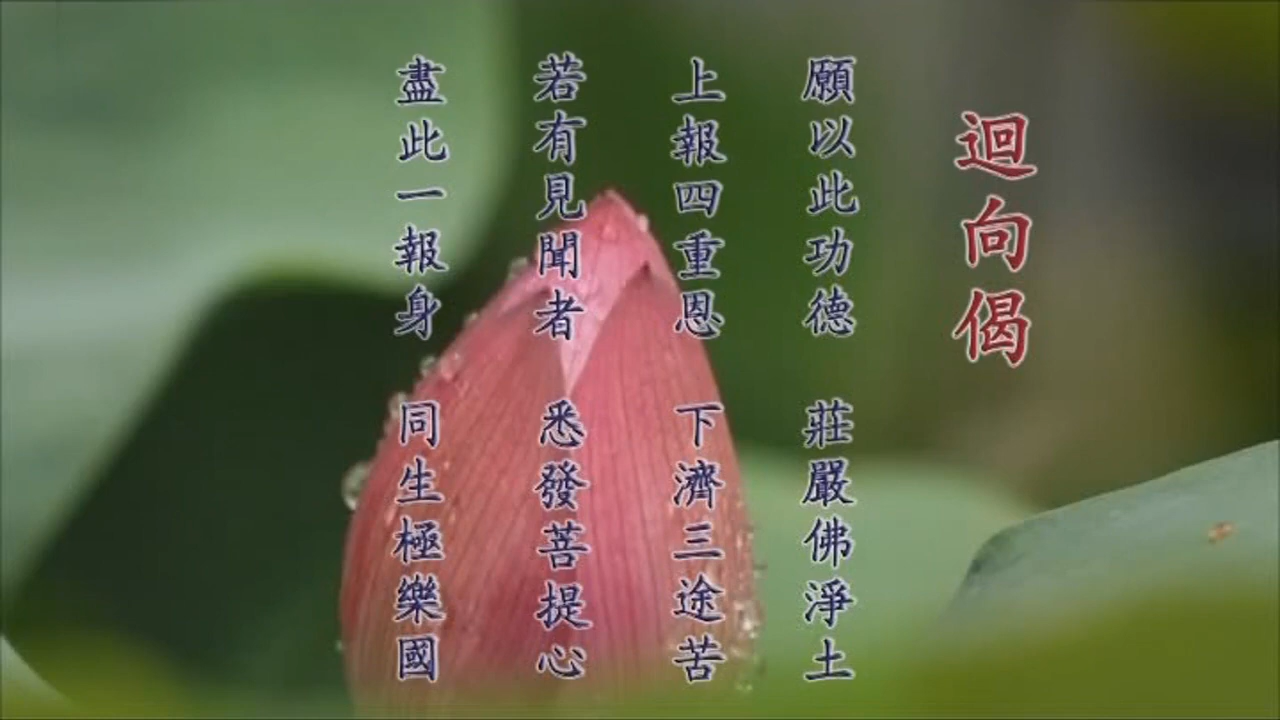 迴向偈
願以此功德 莊嚴佛淨土
上報四重恩 下濟三途苦
若有見聞者 悉發菩提心
盡此一報身 同生極樂國